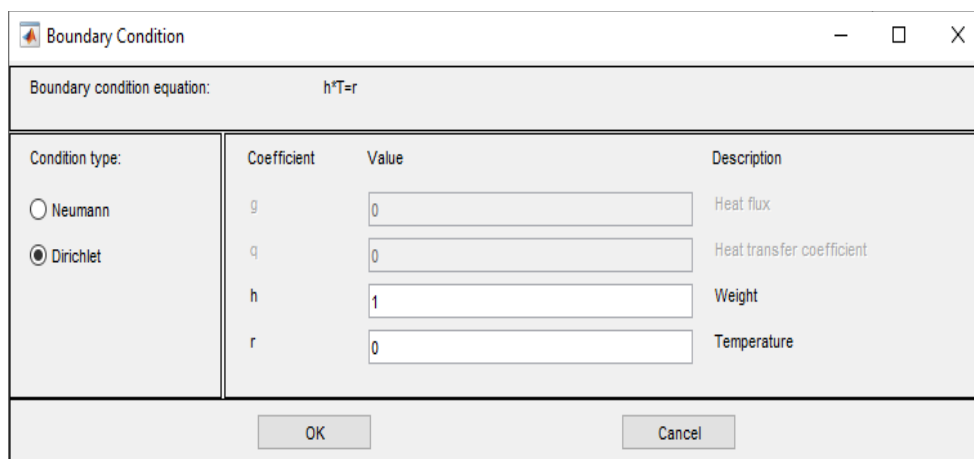 Boundary Condition
Boundary condition equation: h*T=r
Condition type:
Neumann
Dirichlet
Coefficient Value Description
g 0 Heat flux
q 0 Heat transfer coefficient
h 1 Weight
r 0 Temperature
OK Cancel